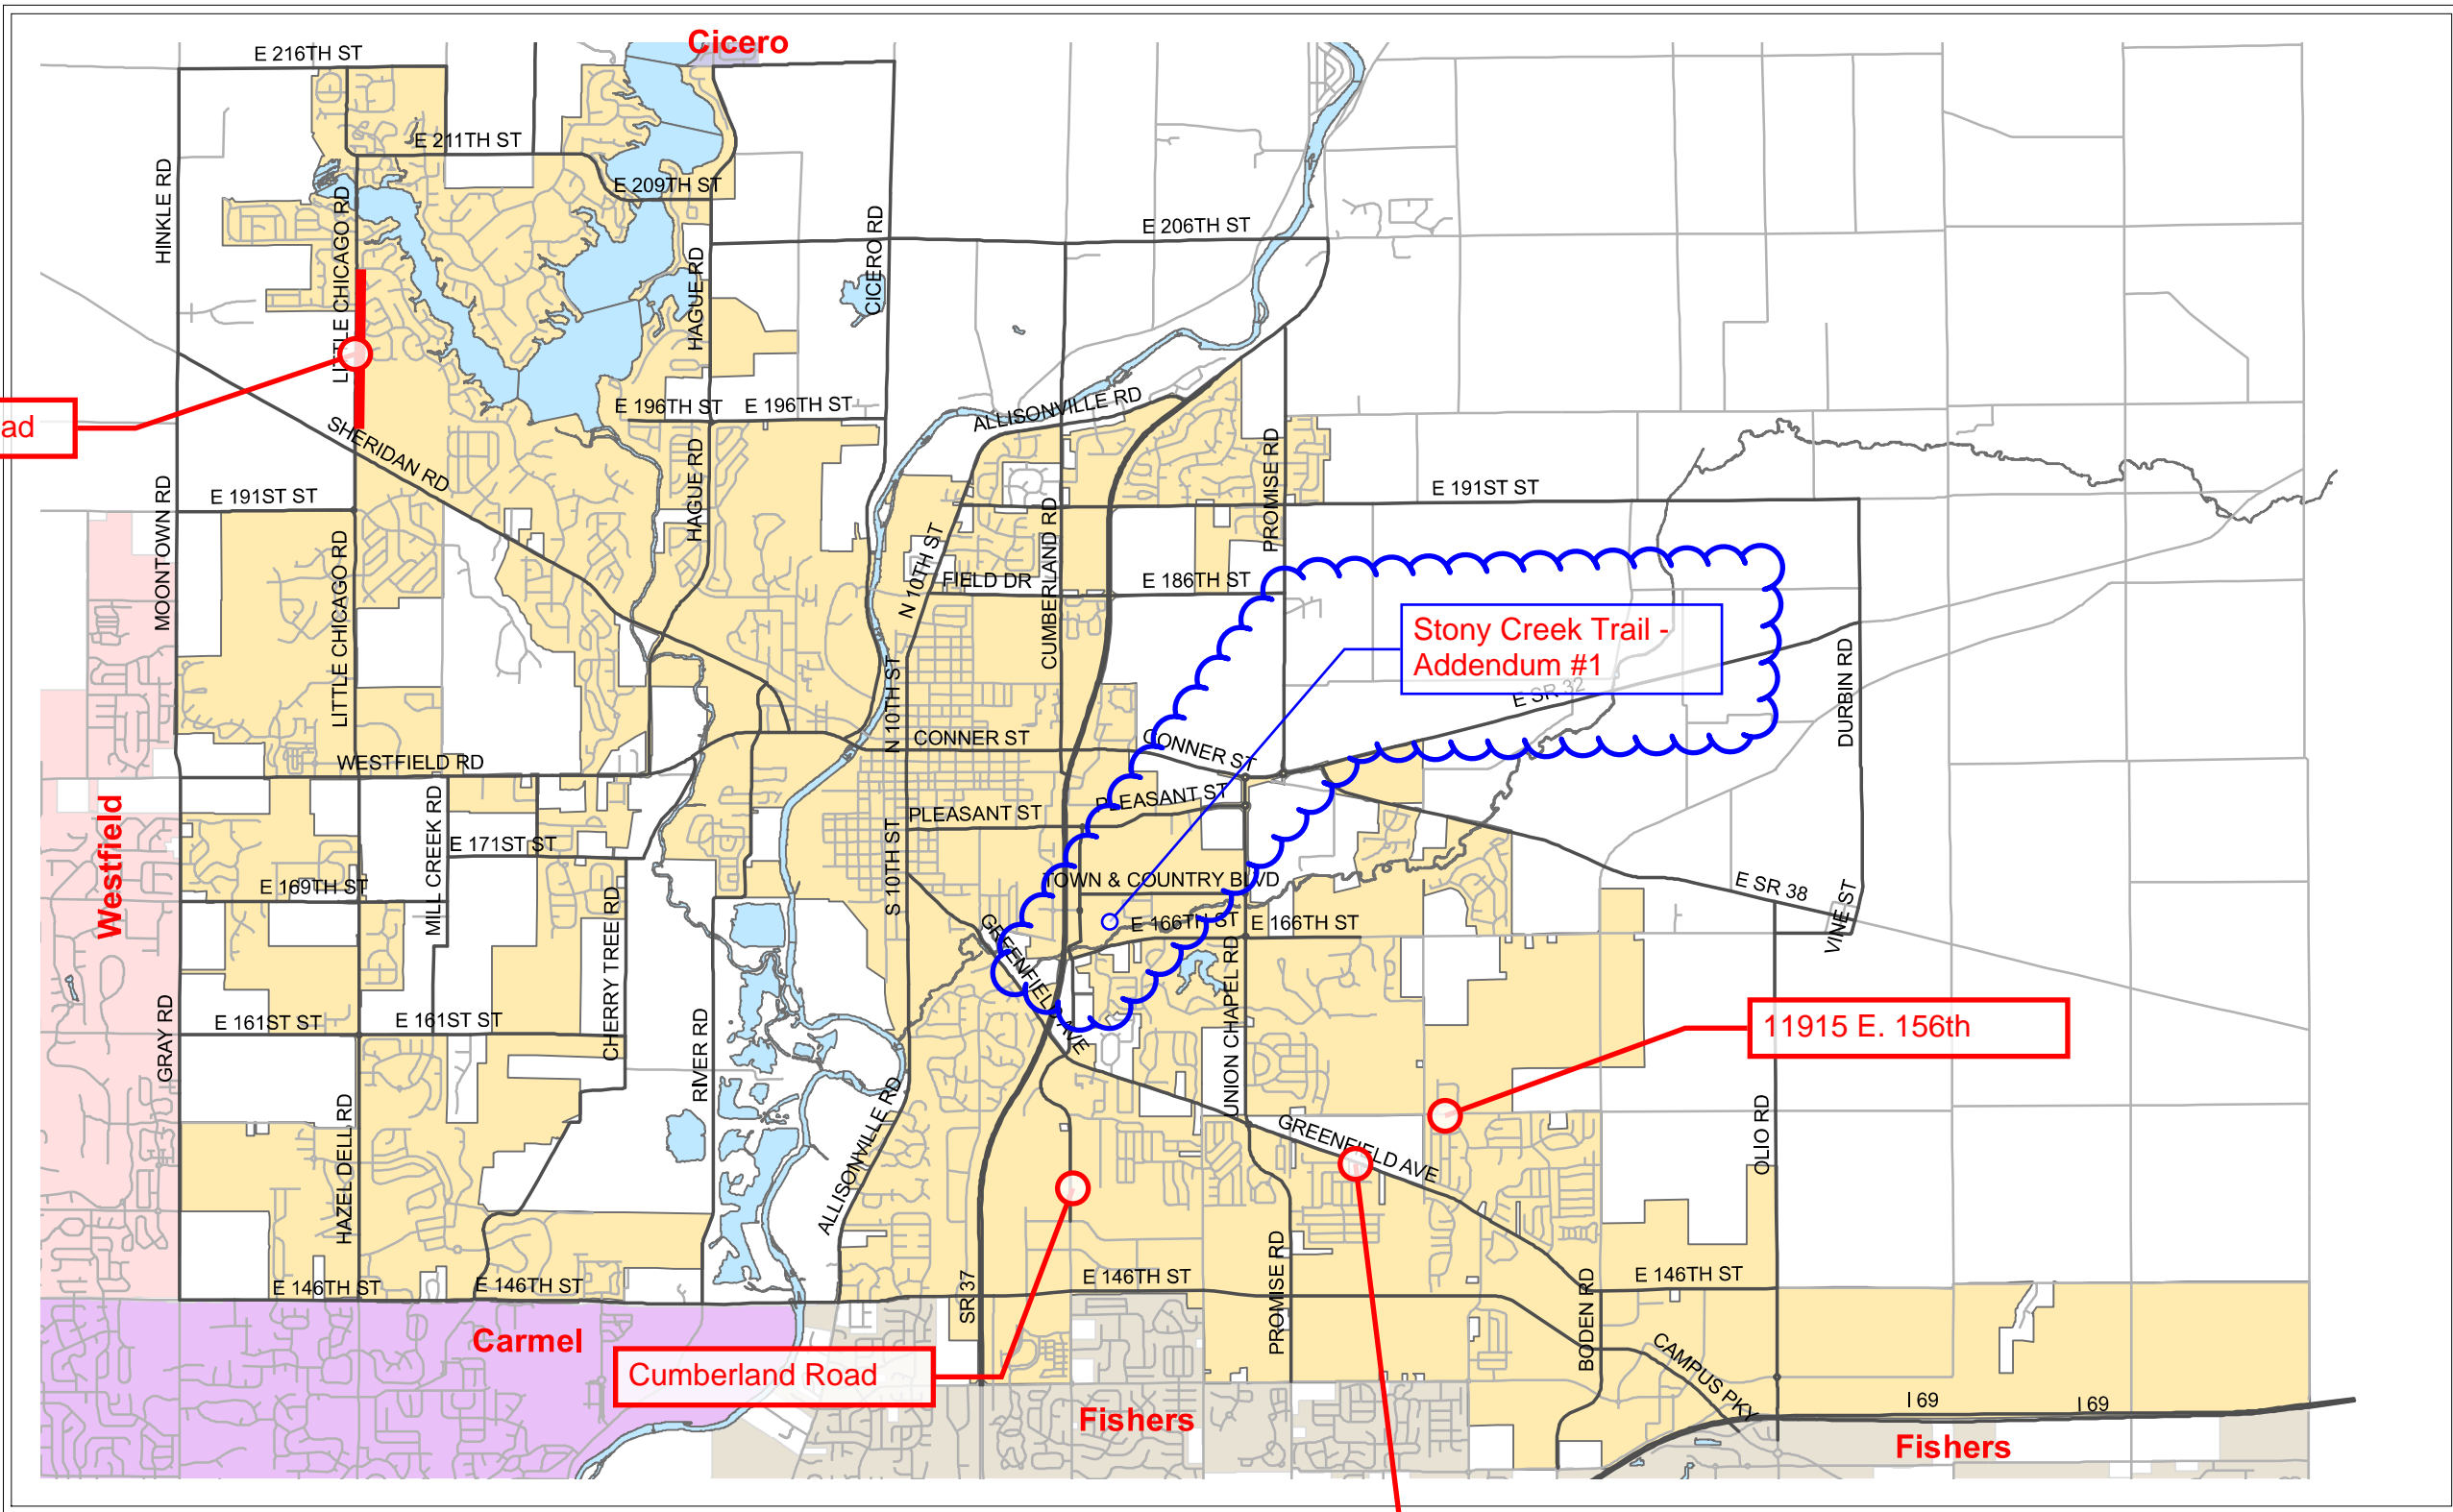 Cicero
E 216TH ST
E 211TH ST
E 209TH ST
E 206TH ST
HINKLE RD
LITTLE CHICAGO RD
HAGUE RD
CICERO RD
ad
E 196TH ST
E 196TH ST
ALLISONVILLE RD
SHERIDAN RD
MOONTOWN RD
E 191ST ST
HAGUE RD
E 191ST ST
PROMISE RD
CUMBERLAND RD
N 10TH ST
FIELD DR
E 186TH ST
LITTLE CHICAGO RD
Stony Creek Trail -
Addendum #1
E SR 32
DURBIN RD
N 10TH ST
CONNER ST
CONNER ST
WESTFIELD RD
Westfield
MILL CREEK RD
PLEASANT ST
PLEASANT ST
E 171ST ST
S 10TH ST
E 169TH ST
TOWN & COUNTRY BLVD
E SR 38
VINE ST
CHERRY TREE RD
GREENFIELD AVE
E 166TH ST
E 166TH ST
UNION CHAPEL RD
GRAY RD
E 161ST ST
E 161ST ST
RIVER RD
11915 E. 156th
HAZEL DELL RD
ALLISONVILLE RD
GREENFIELD AVE
OLIO RD
E 146TH ST
E 146TH ST
SR 37
E 146TH ST
PROMISE RD
E 146TH ST
BODEN RD
Carmel
Cumberland Road
CAMPUS PKY
Fishers
I 69
I 69
Fishers